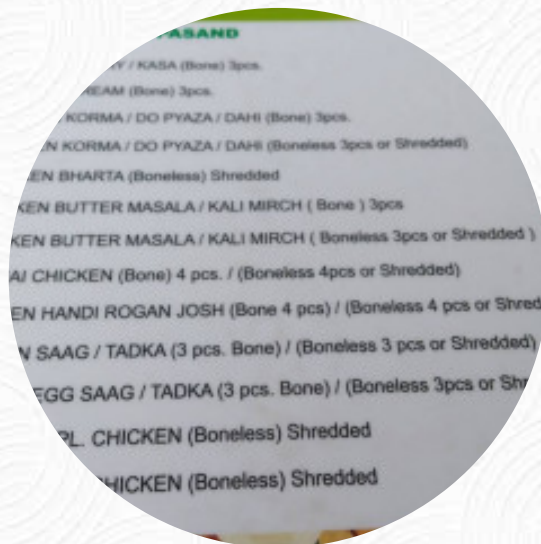 PASAND
/ KASA (Bone) 3pcs.
(Bone) 3pcs.
KORMA / DO PYAZA / DAHI (Bone) 3pcs.
KORMA / DO PYAZA / DAHI (Boneless 3pcs or Shredded)
BHARTA (Boneless) Shredded
BUTTER MASALA / KALI MIRCH ( Bone ) 3pcs
BUTTER MASALA / KALI MIRCH ( Boneless 3pcs or Shredded )
CHICKEN (Bone) 4 pcs. / (Boneless 4pcs or Shredded)
HANDI ROGAN JOSH (Bone 4 pcs) / (Boneless 4 pcs or
SAAG / TADKA (3 pcs. Bone) / (Boneless 3 pcs or Shredded)
EGG SAAG / TADKA (3 pcs. Bone) / (Boneless 3pcs or
CHICKEN (Boneless) Shredded
CHICKEN (Boneless) Shredded